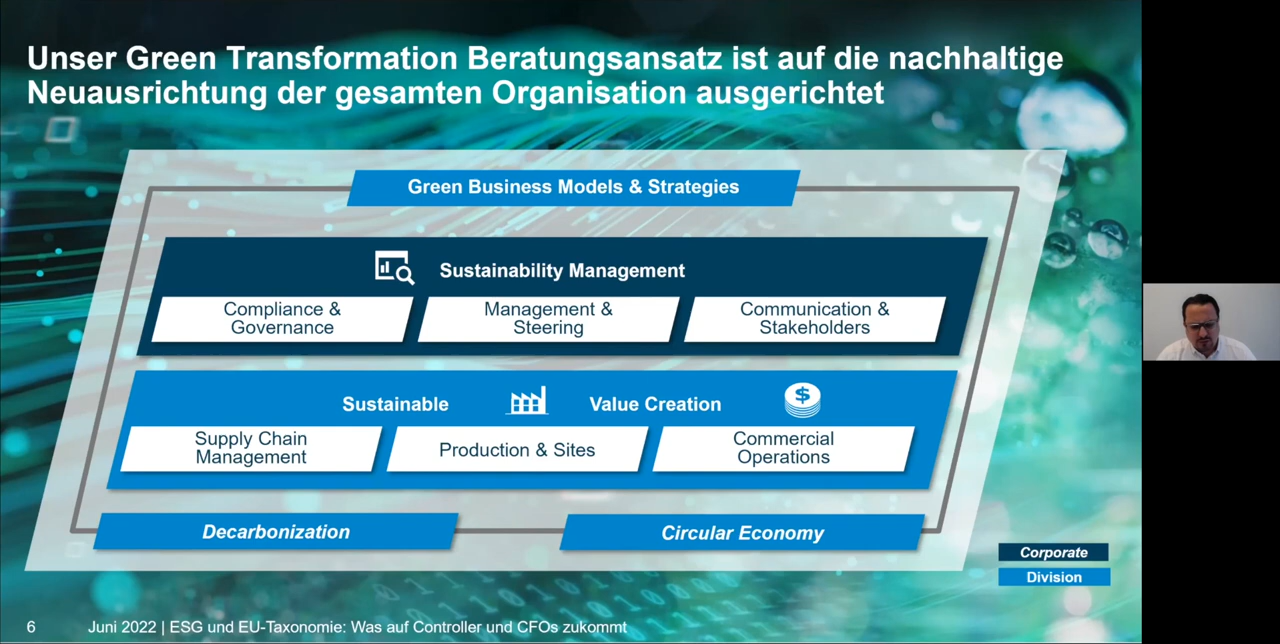 Unser Green Transformation Beratungsansatz ist auf die nachhaltige
Neuausrichtung der gesamten Organisation ausgerichtet
Green Business Models & Strategies
Sustainability Management
Compliance &
Governance
Management &
Steering
Communication &
Stakeholders
Sustainable Value Creation
$
Supply Chain
Management
Production & Sites
Commercial
Operations
Decarbonization
Circular Economy
Corporate
Division
6 Juni 2022 | ESG und EU-Taxonomie: Was auf Controller und CFOs zukommt